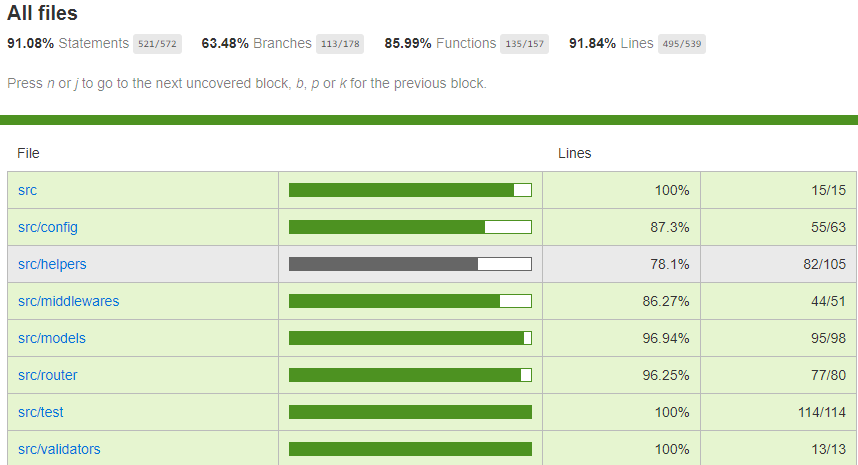 All files
91.08% Statements 521/572 63.48% Branches 113/178 85.99% Functions 135/157 91.84% Lines 495/539
Press n or j to go to the next uncovered block, b, p or k for the previous block.
File Lines
src 100% 15/15
src/config 87.3% 55/63
src/helpers 78.1% 82/105
src/middlewares 86.27% 44/51
src/models 96.94% 95/98
src/router 96.25% 77/80
src/test 100% 114/114
src/validators 100% 13/13